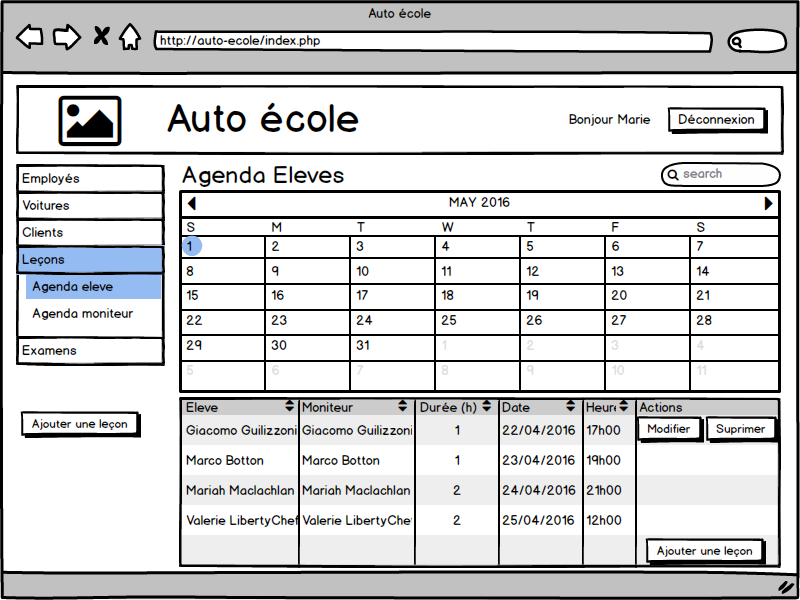 Auto école
http://auto-ecole/index.php
Auto école
Bonjour Marie
Déconnexion
Employés
Voitures
Clients
Leçons
Agenda eleve
Agenda moniteur
Examens
Ajouter une leçon
Agenda Eleves
search
MAY 2016
S M T W T F S
1 2 3 4 5 6 7
8 9 10 11 12 13 14
15 16 17 18 19 20 21
22 23 24 25 26 27 28
29 30 31 1 2 3 4
5 6 7 8 9 10 11
Eleve Moniteur Durée (h) Date Heure Actions
Giacomo Guilizzoni Giacomo Guilizzoni 1 22/04/2016 17h00 Modifier Suprimer
Marco Botton Marco Botton 1 23/04/2016 19h00
Mariah Maclachlan Mariah Maclachlan 2 24/04/2016 21h00
Valerie LibertyChef Valerie LibertyChe 2 25/04/2016 12h00
Ajouter une leçon